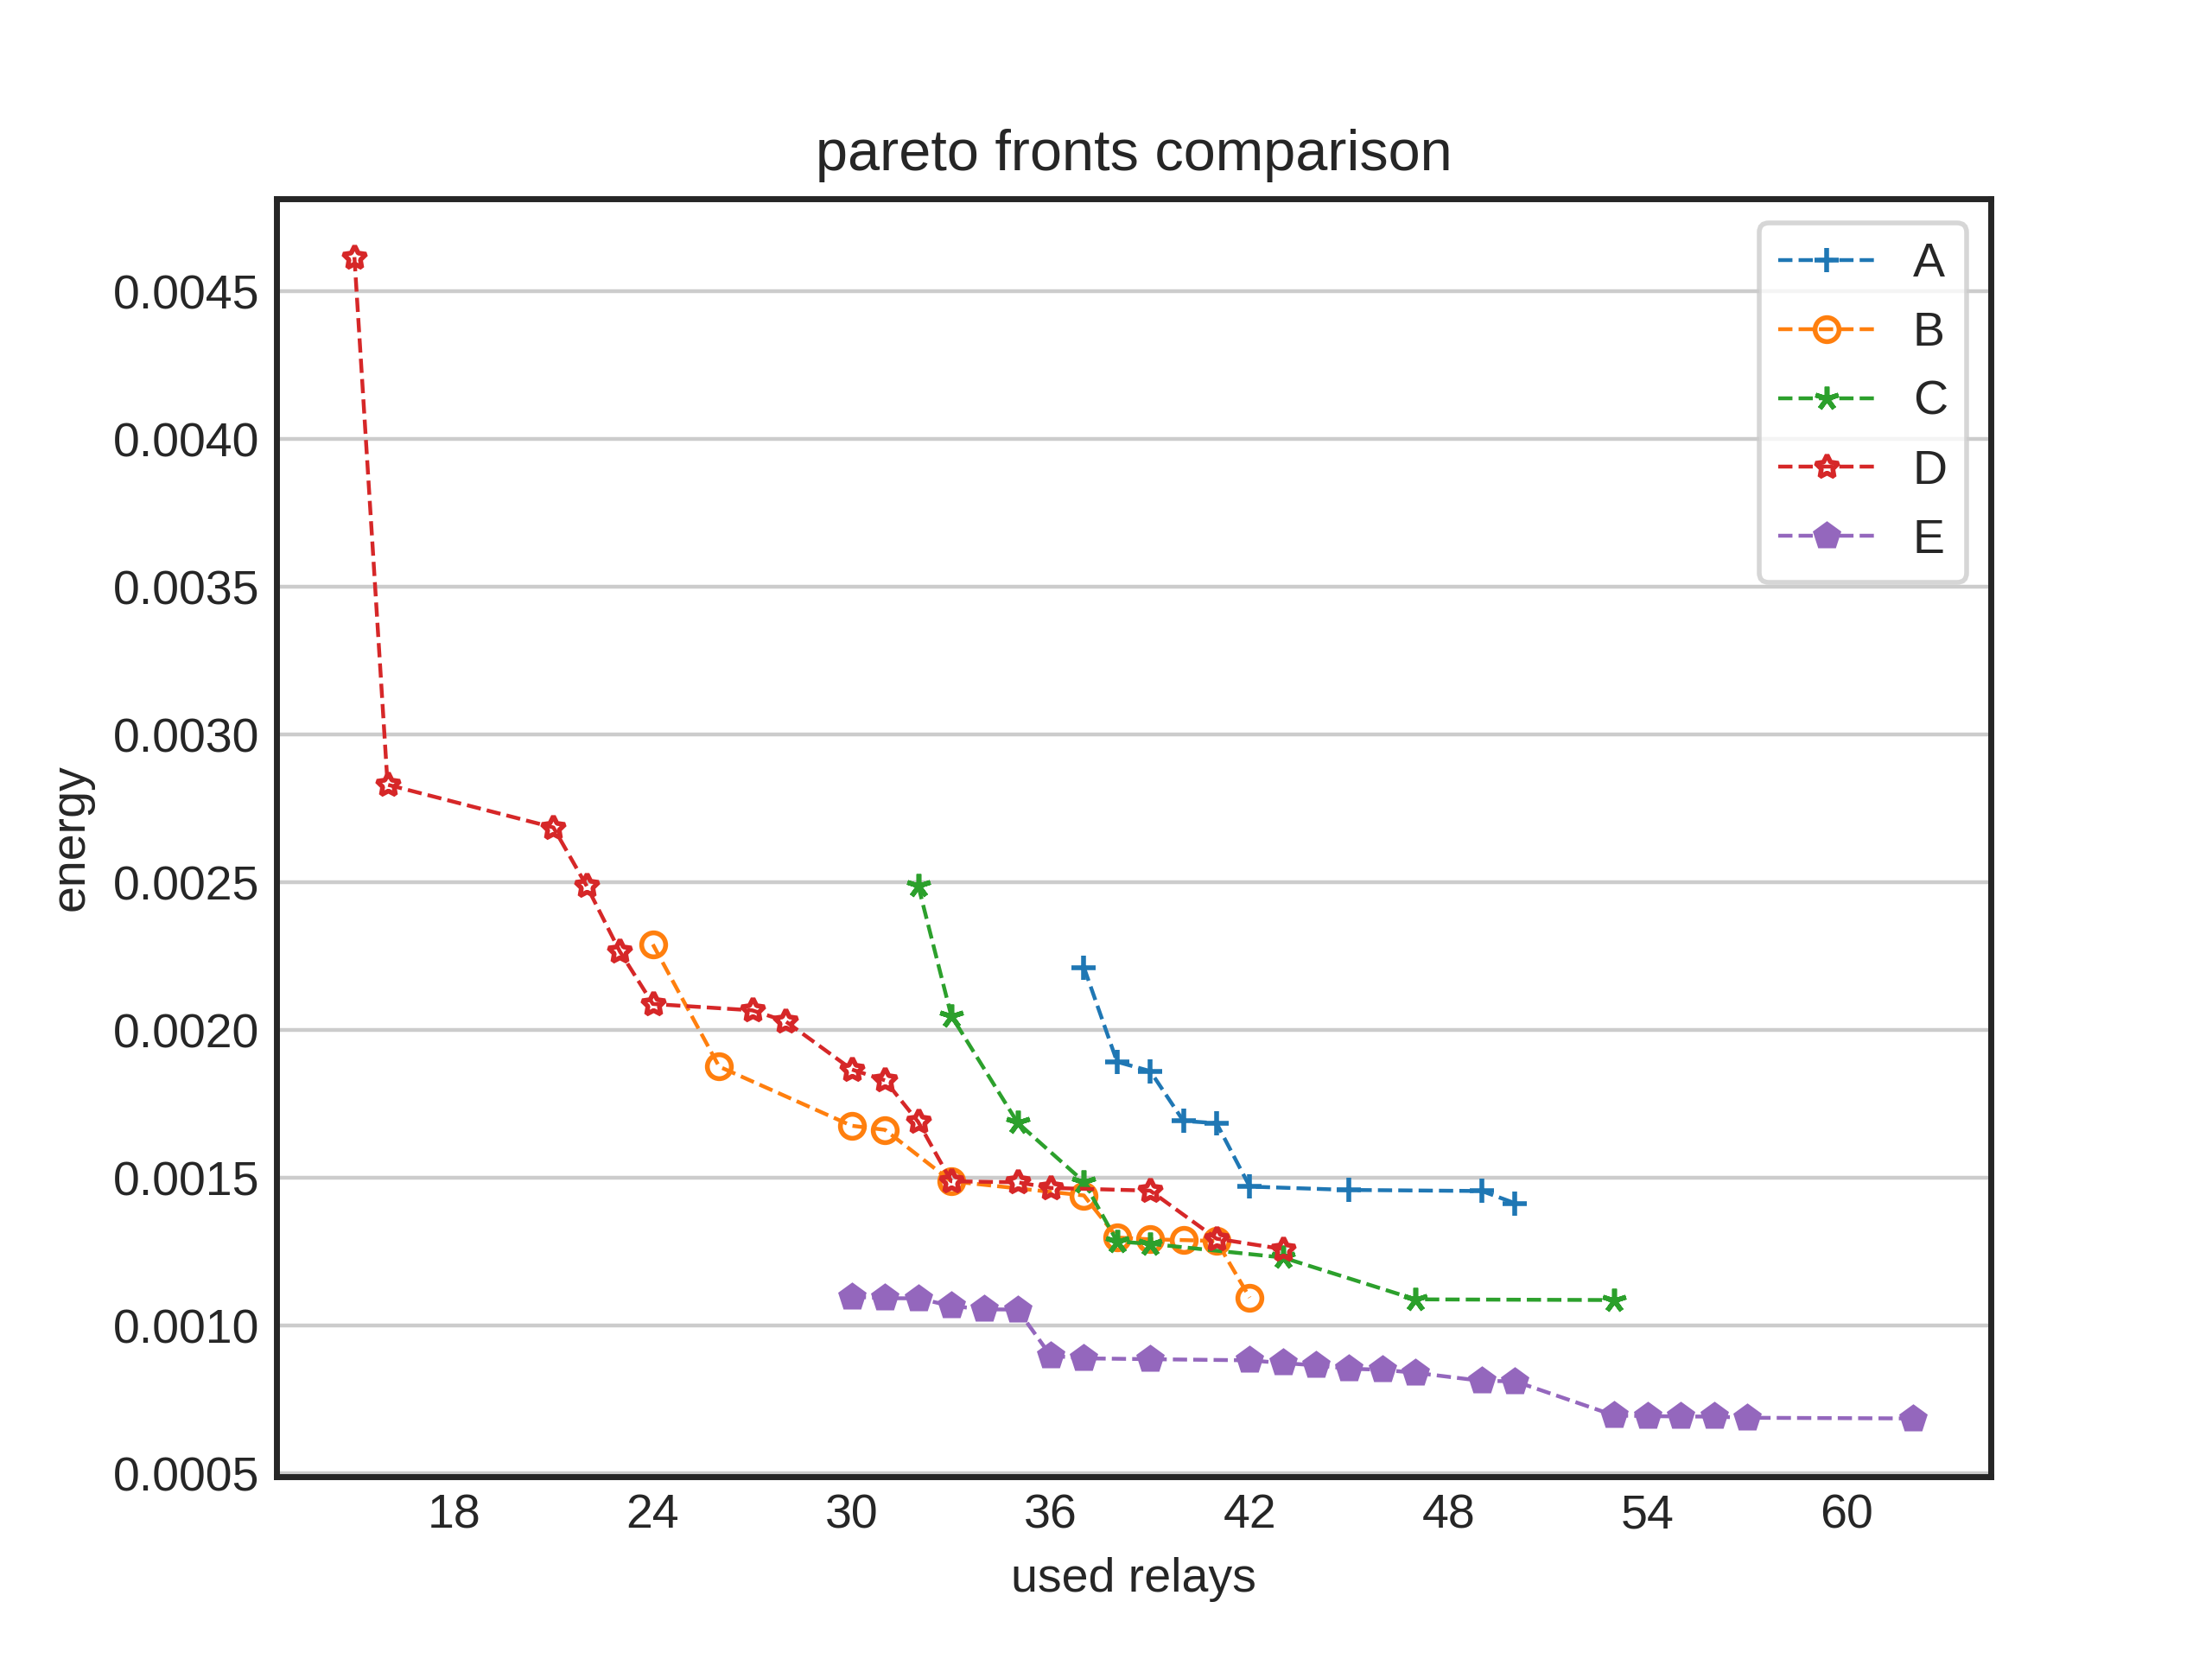 pareto fronts comparison
A
B
C
D
E
0.0045
0.0040
0.0035
0.0030
0.0025
0.0020
0.0015
0.0010
0.0005
energy
18 24 30 36 42 48 54 60
used relays